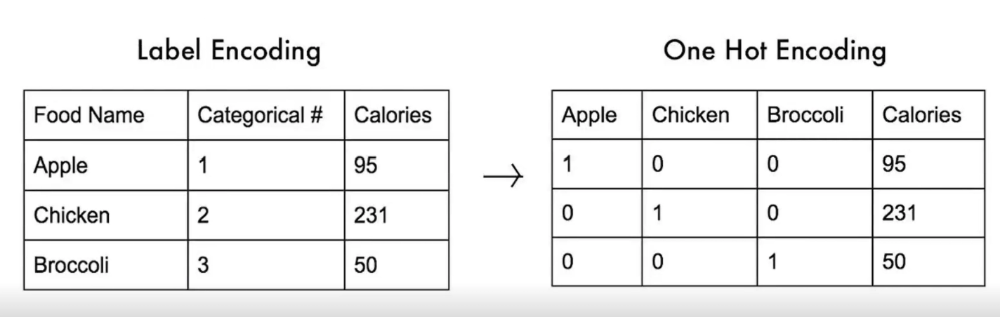 Label Encoding
Food Name Categorical # Calories
Apple 1 95
Chicken 2 231
Broccoli 3 50
→
One Hot Encoding
Apple Chicken Broccoli Calories
1 0 0 95
0 1 0 231
0 0 1 50